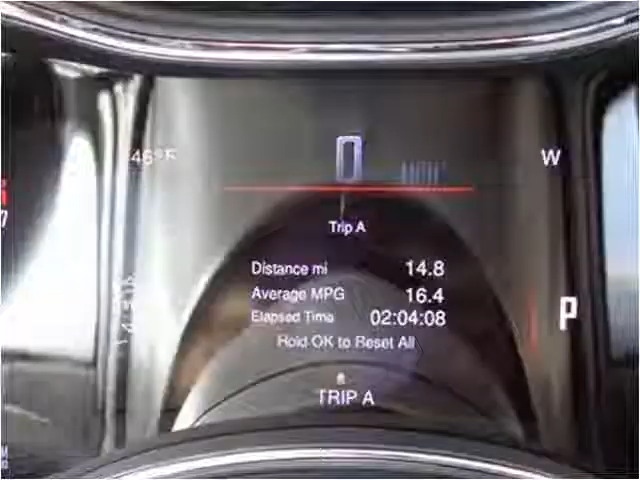 46°F
0
W
Trip A
Distance mi 14.8
Average MPG 16.4
Elapsed Time 02:04:08
P
Hold OK to Reset All
TRIP A